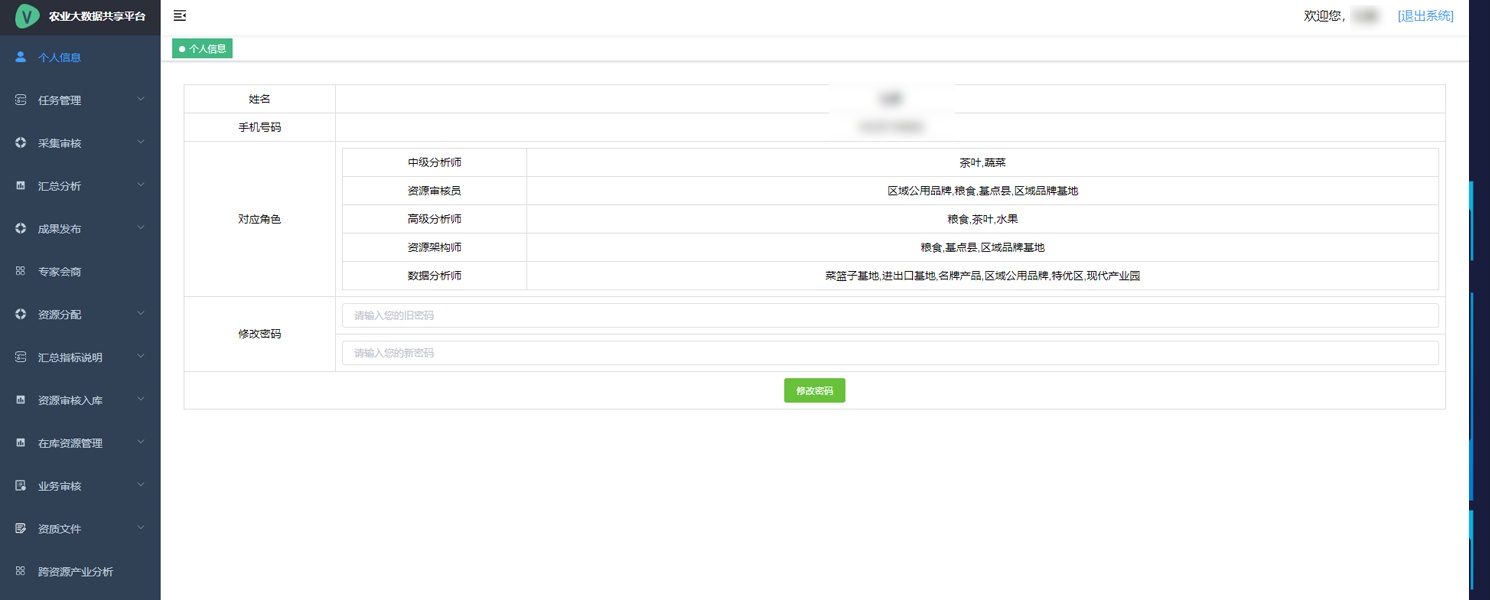 农业大数据共享平台
欢迎您,
[退出系统]
个人信息
个人信息
任务管理
采集审核
汇总分析
成果发布
专家会商
资源分配
汇总指标说明
资源审核入库
在库资源管理
业务审核
资质文件
跨资源产业分析
姓名
手机号码
对应角色
中级分析师 茶叶,蔬菜
资源审核员 区域公用品牌,粮食,基点县,区域品牌基地
高级分析师 粮食,茶叶,水果
资源架构师 粮食,基点县,区域品牌基地
数据分析师 菜篮子基地,进出口基地,名牌产品,区域公用品牌,特优区,现代产业园
修改密码
请输入您的旧密码
请输入您的新密码
修改密码